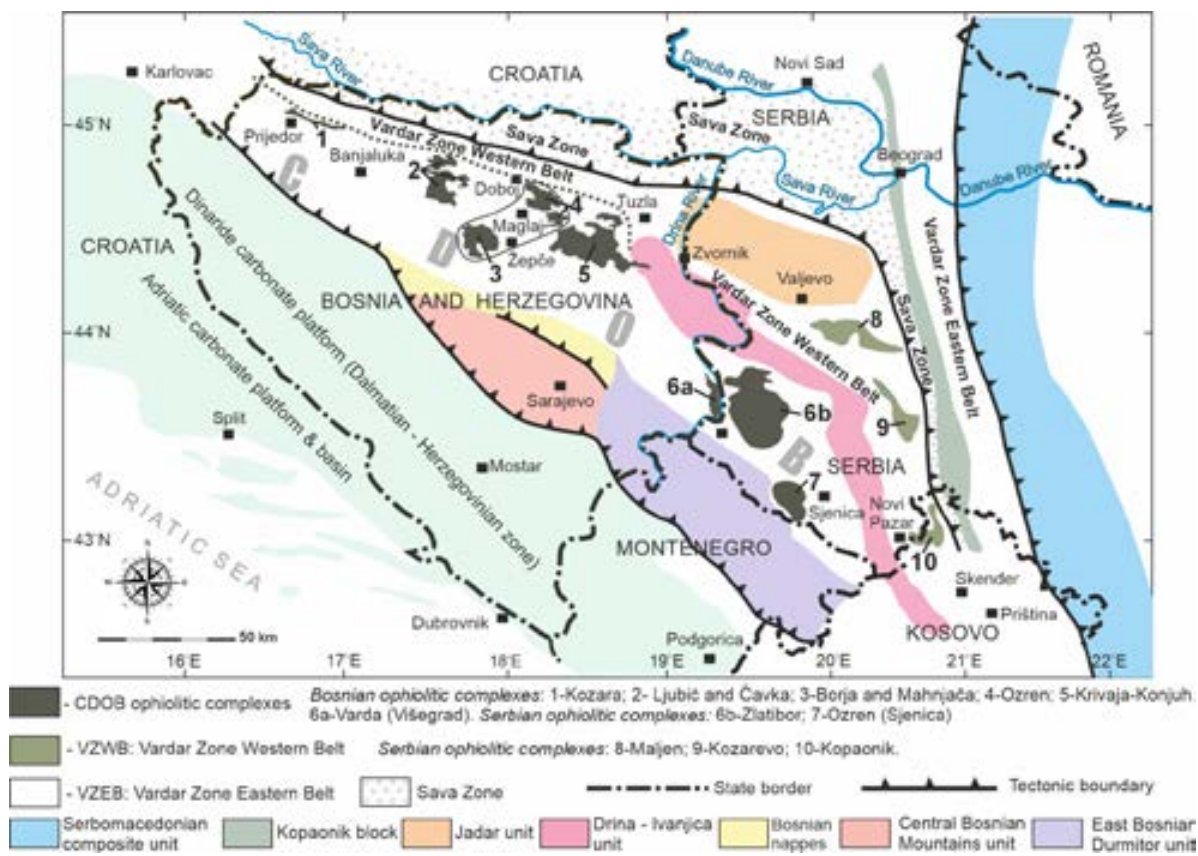 Karlovac
Sava River
CROATIA
Danube River
Novi Sad
ROMANIA
45°N
Prijedor
1
Vardar Zone Western Belt
Sava Zone
SERBIA
Sava Zone
Banjaluka
2
Doboj
Sava River
Beograd
Danube River
C
4
Tuzla
Drina River
CROATIA
Maglaj
D
3
Žepče
5
Zvornik
Valjevo
Vardar Zone Eastern Belt
BOSNIA AND HERZEGOVINA
44°N
O
Vardar Zone Western Belt
8
Sava Zone
Dinaride carbonate platform (Dalmatian - Herzegovinian zone)
Adriatic carbonate platform & basin
Sarajevo
6a
6b
9
Split
Mostar
B
SERBIA
7
Sjenica
Novi
Pazar
ADRIATIC SEA
43°N
MONTENEGRO
10
Skender
Priština
50 km
Dubrovnik
Podgorica
KOSOVO
16°E
17°E
18°E
19°E
20°E
21°E
22°E
- CDOB ophiolitic complexes
Bosnian ophiolitic complexes: 1-Kozara; 2- Ljubić and Čavka; 3-Borja and Mahnjača; 4-Ozren; 5-Krivaja-Konjuh
6a-Varda (Višegrad). Serbian ophiolitic complexes: 6b-Zlatibor; 7-Ozren (Sjenica)
- VZWB: Vardar Zone Western Belt
Serbian ophiolitic complexes: 8-Maljen; 9-Kozarevo; 10-Kopaonik.
- VZEB: Vardar Zone Eastern Belt
Sava Zone
State border
Tectonic boundary
Serbomacedonian
composite unit
Kopaonik block
Jadar unit
Drina - Ivanjica
unit
Bosnian
nappes
Central Bosnian
Mountains unit
East Bosnian
Durmitor unit